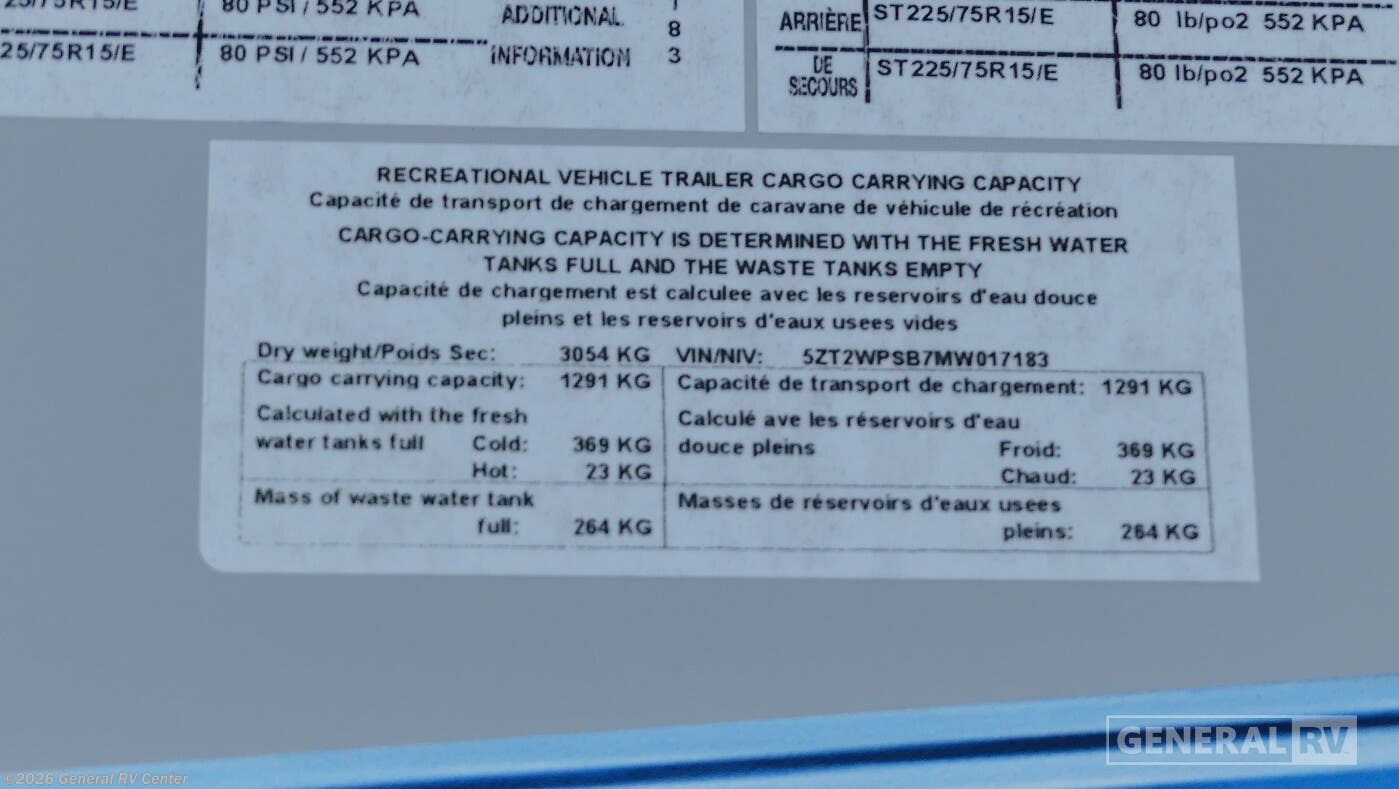 80 PSI / 552 KPA
ADDITIONAL
8
25/75R15/E 80 PSI / 552 KPA INFORMATION 3
ARRIÈRE ST225/75R15/E 80 lb/po2 552 KPA
DE SECOURS ST225/75R15/E 80 lb/po2 552 KPA
RECREATIONAL VEHICLE TRAILER CARGO CARRYING CAPACITY
Capacité de transport de chargement de caravane de véhicule de récréation
CARGO-CARRYING CAPACITY IS DETERMINED WITH THE FRESH WATER
TANKS FULL AND THE WASTE TANKS EMPTY
Capacité de chargement est calculee avec les reservoirs d'eau douce
pleins et les reservoirs d'eaux usees vides
Dry weight/Poids Sec: 3054 KG VIN/NIV: 5ZT2WPSB7MW017183
Cargo carrying capacity: 1291 KG Capacité de transport de chargement: 1291 KG
Calculated with the fresh Calculé ave les réservoirs d'eau
water tanks full Cold: 369 KG douce pleins Froid: 369 KG
Hot: 23 KG Chaud: 23 KG
Mass of waste water tank Masses de réservoirs d'eaux usees
full: 264 KG pleins: 264 KG
GENERAL RV
©2026 General RV Center